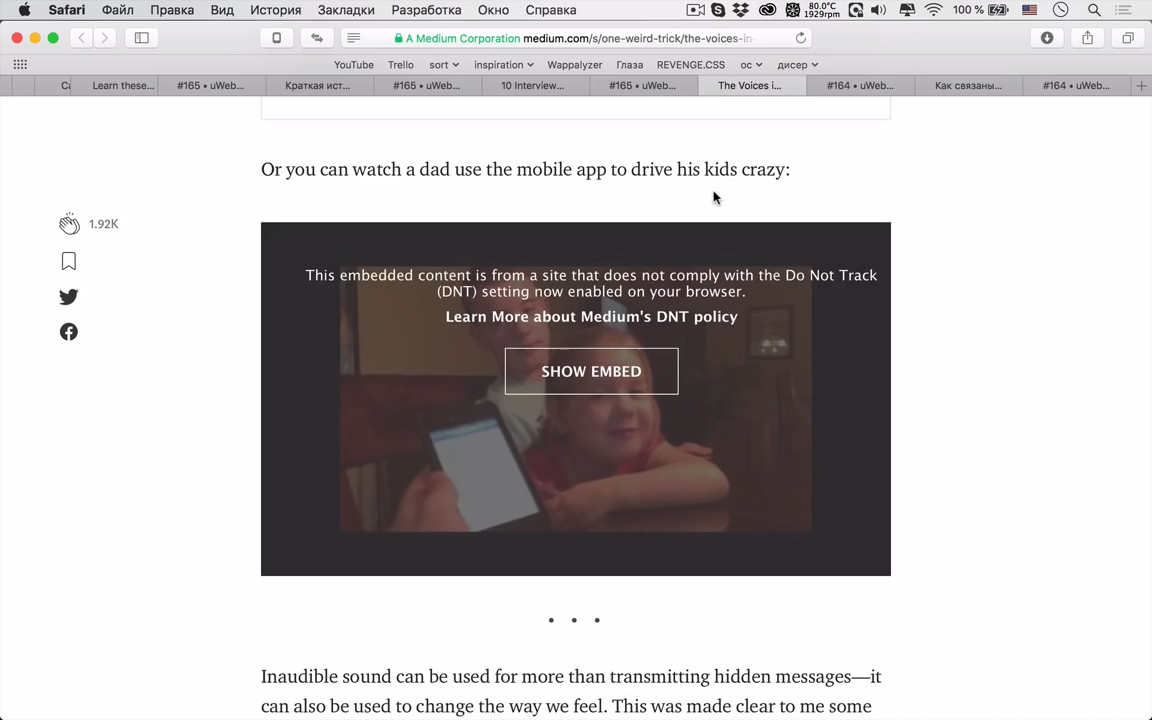 Safari Файл Правка Вид История Закладки Разработка Окно Справка 80.0°C 1929rpm 100 %
A Medium Corporation medium.com/s/one-weird-trick/the-voices-in-
YouTube Trello sort inspiration Wappalyzer Глаза REVENGE.CSS ос дисер
Ca Learn these... #165 • uWeb... Краткая ист... #165 • uWeb... 10 Interview... #165 • uWeb... The Voices i... #164 • uWeb... Как связаны... #164 • uWeb...
Or you can watch a dad use the mobile app to drive his kids crazy:
1.92K
This embedded content is from a site that does not comply with the Do Not Track
(DNT) setting now enabled on your browser.
Learn More about Medium's DNT policy
SHOW EMBED
Inaudible sound can be used for more than transmitting hidden messages—it
can also be used to change the way we feel. This was made clear to me some